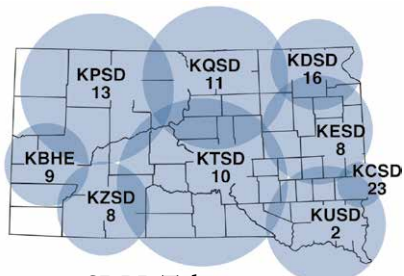 KPSD
13
KQSD
11
KDSD
16
KESD
8
KBHE
9
KTSD
10
KCSD
23
KZSD
8
KUSD
2